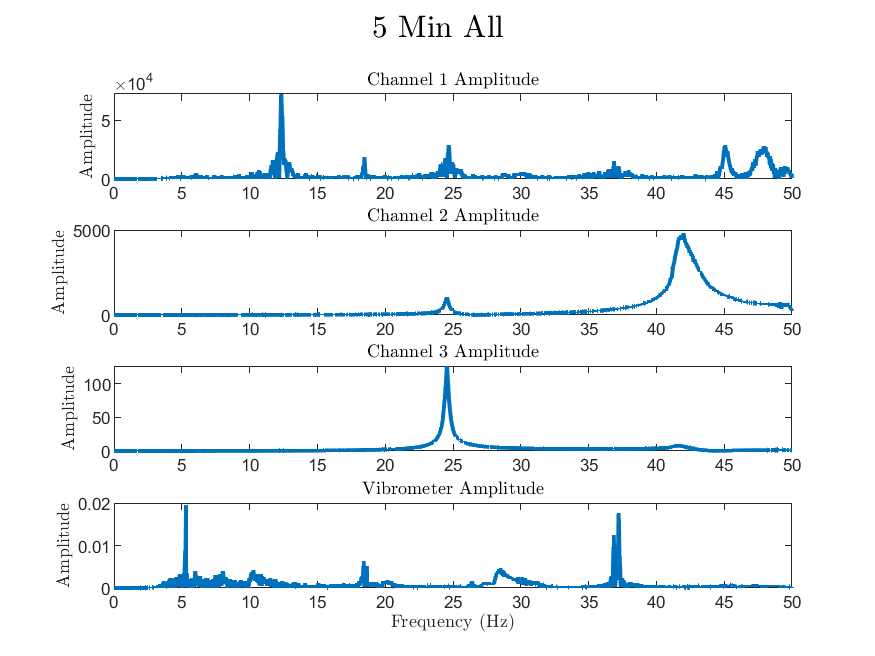 5 Min All
Channel 1 Amplitude
×10⁴
Amplitude
5
0
0 5 10 15 20 25 30 35 40 45 50
Channel 2 Amplitude
Amplitude
5000
0
0 5 10 15 20 25 30 35 40 45 50
Channel 3 Amplitude
Amplitude
100
50
0
0 5 10 15 20 25 30 35 40 45 50
Vibrometer Amplitude
Amplitude
0.02
0.01
0
0 5 10 15 20 25 30 35 40 45 50
Frequency (Hz)